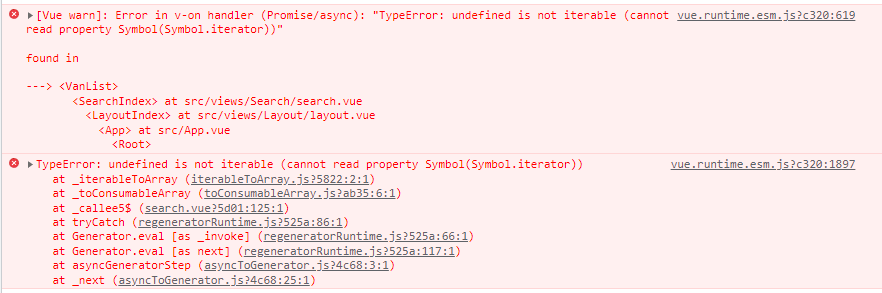 [Vue warn]: Error in v-on handler (Promise/async): "TypeError: undefined is not iterable (cannot vue.runtime.esm.js?c320:619
read property Symbol(Symbol.iterator))"
found in
---> <VanList>
<SearchIndex> at src/views/Search/search.vue
<LayoutIndex> at src/views/Layout/layout.vue
<App> at src/App.vue
<Root>
TypeError: undefined is not iterable (cannot read property Symbol(Symbol.iterator)) vue.runtime.esm.js?c320:1897
at _iterableToArray (iterableToArray.js?5822:2:1)
at _toConsumableArray (toConsumableArray.js?ab35:6:1)
at _callee5$ (search.vue?5d01:125:1)
at tryCatch (regeneratorRuntime.js?525a:86:1)
at Generator.eval [as _invoke] (regeneratorRuntime.js?525a:66:1)
at Generator.eval [as next] (regeneratorRuntime.js?525a:117:1)
at asyncGeneratorStep (asyncToGenerator.js?4c68:3:1)
at _next (asyncToGenerator.js?4c68:25:1)